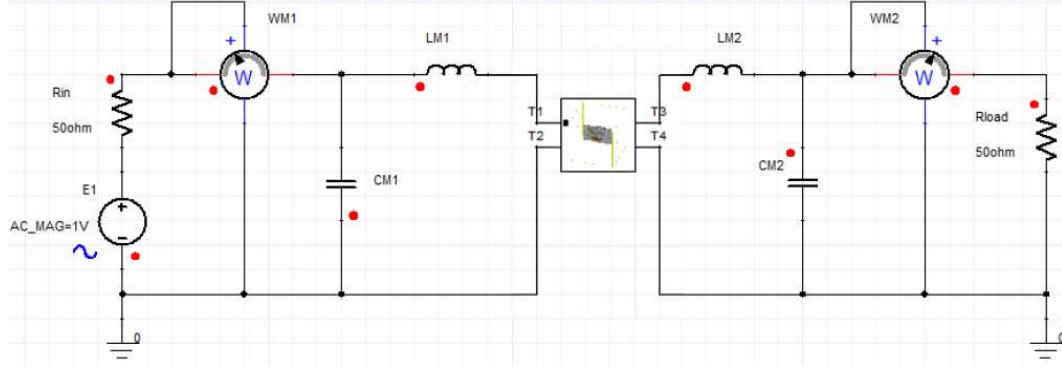 WM1
WM2
LM1
LM2
+
+
W
W
Rin
50ohm
T1
T3
T2
T4
Rload
50ohm
CM1
CM2
E1
+
AC_MAG=1V
−
0
0